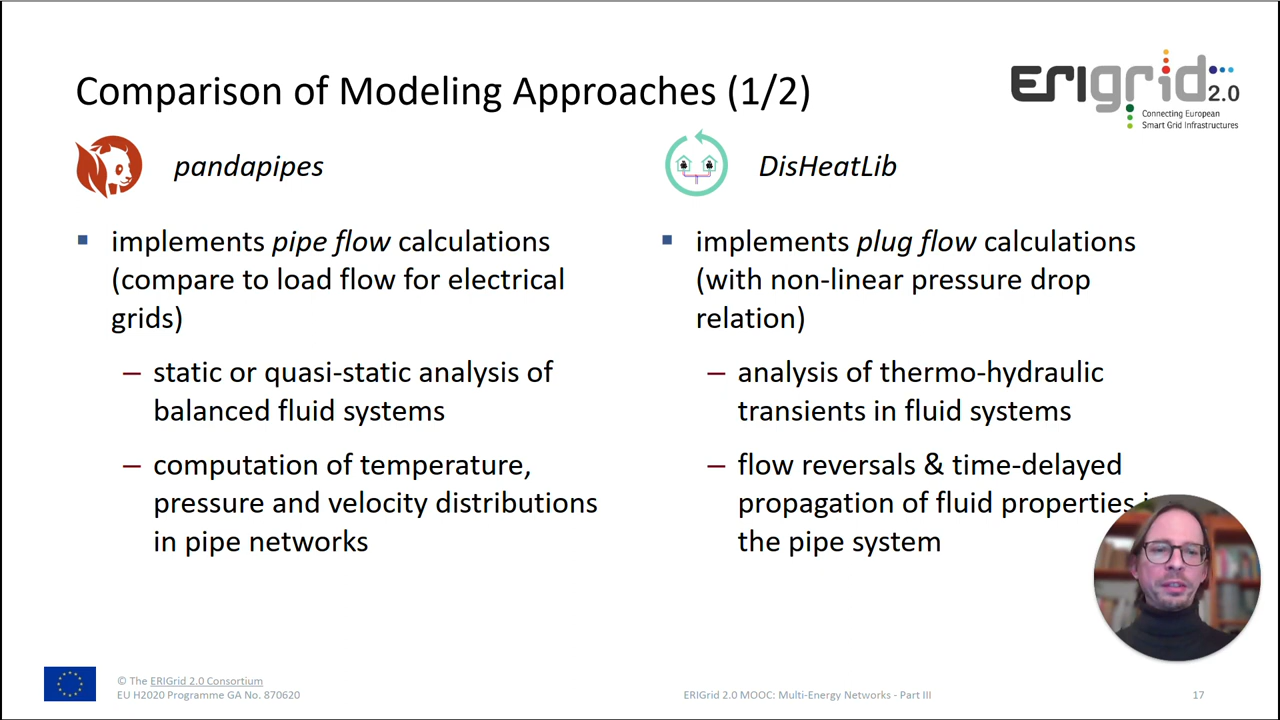 Comparison of Modeling Approaches (1/2)
ERIgrid 2.0
Connecting European
Smart Grid Infrastructures
pandapipes
▪ implements pipe flow calculations
(compare to load flow for electrical
grids)
– static or quasi-static analysis of
balanced fluid systems
– computation of temperature,
pressure and velocity distributions
in pipe networks
DisHeatLib
▪ implements plug flow calculations
(with non-linear pressure drop
relation)
– analysis of thermo-hydraulic
transients in fluid systems
– flow reversals & time-delayed
propagation of fluid properties
the pipe system
© The ERIGrid 2.0 Consortium
EU H2020 Programme GA No. 870620
ERIGrid 2.0 MOOC: Multi-Energy Networks - Part III
17